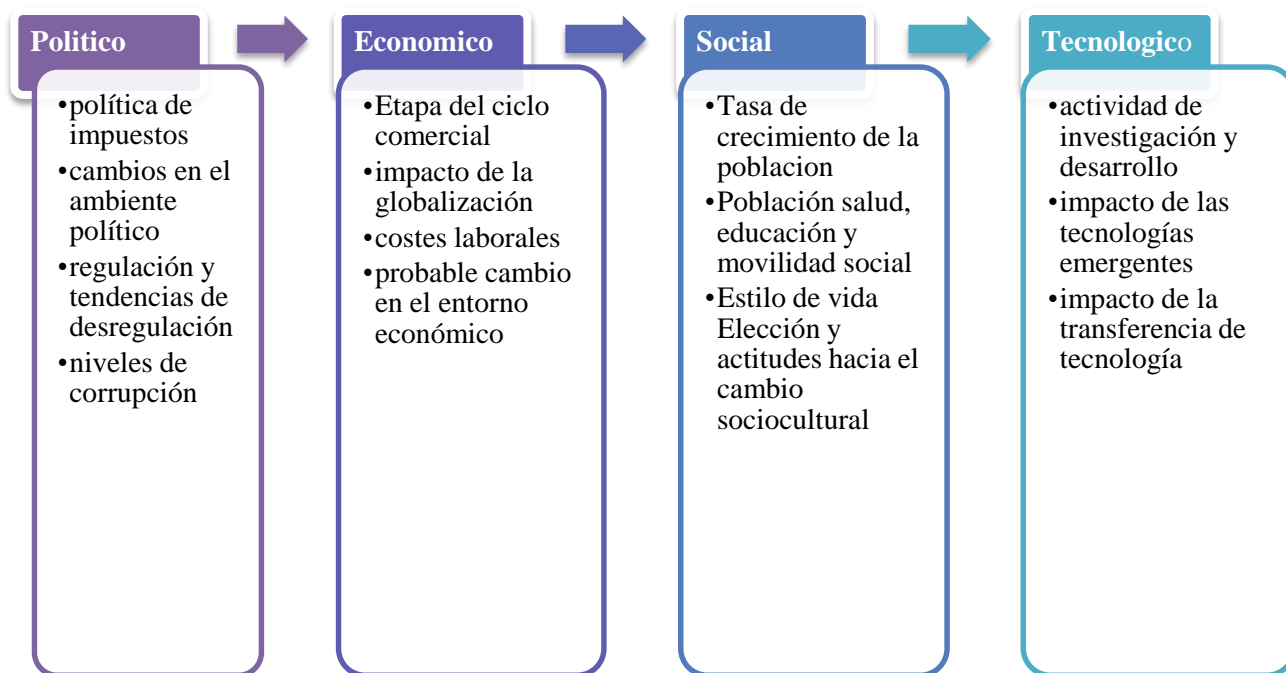 Politico
•política de
impuestos
•cambios en el
ambiente
político
•regulación y
tendencias de
desregulación
•niveles de
corrupción
Economico
•Etapa del ciclo
comercial
•impacto de la
globalización
•costes laborales
•probable cambio
en el entorno
económico
Social
•Tasa de
crecimiento de la
poblacion
•Población salud,
educación y
movilidad social
•Estilo de vida
Elección y
actitudes hacia el
cambio
sociocultural
Tecnologico
•actividad de
investigación y
desarrollo
•impacto de las
tecnologías
emergentes
•impacto de la
transferencia de
tecnología